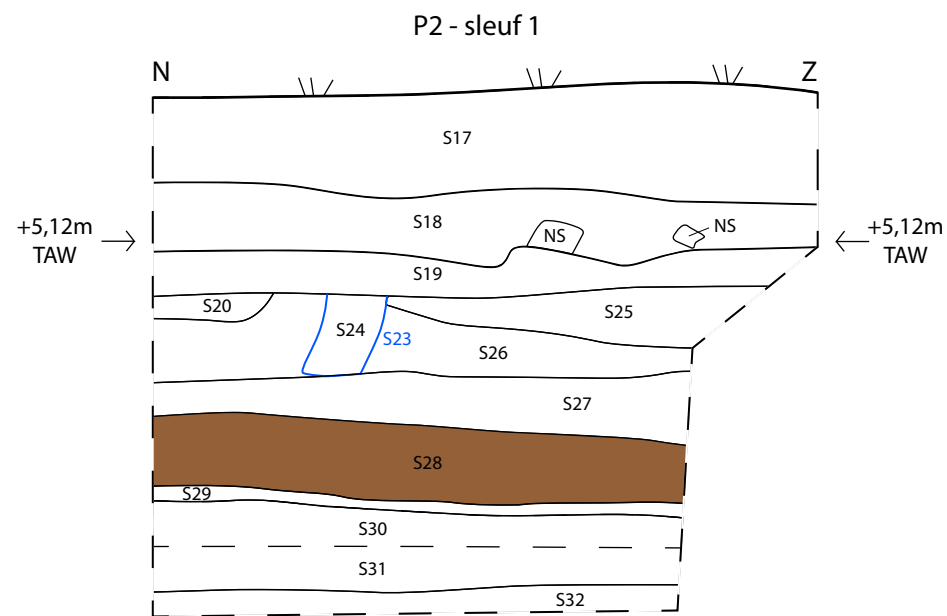 P2 - sleuf 1
N
Z
S17
+5,12m
TAW
S18
NS
NS
+5,12m
TAW
S19
S20
S24
S23
S25
S26
S27
S28
S29
S30
S31
S32